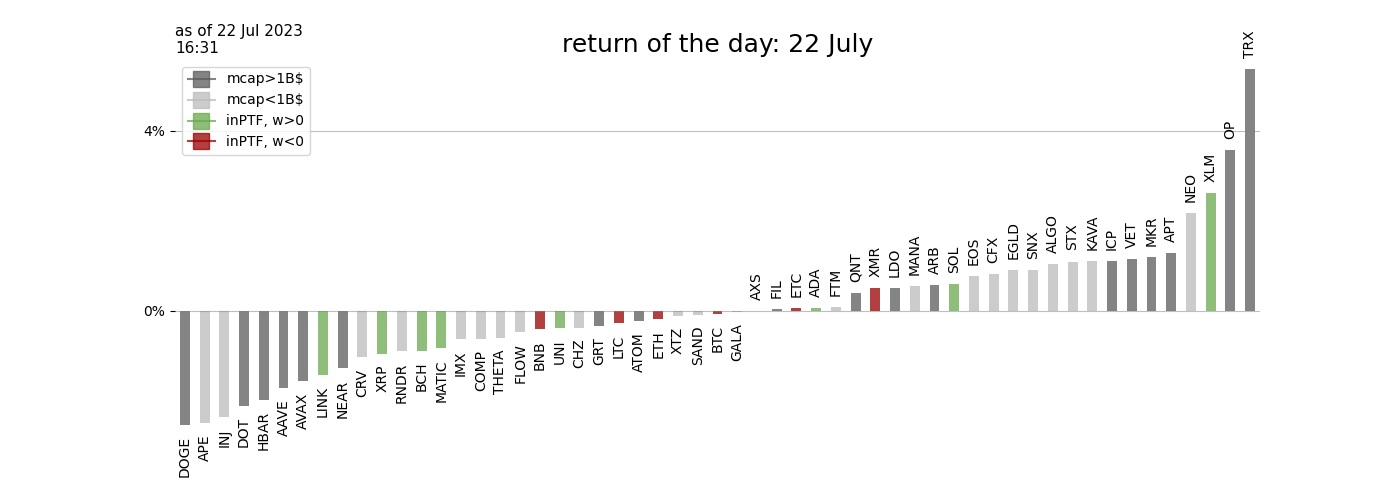 as of 22 Jul 2023
16:31
return of the day: 22 July
mcap>1B$
mcap<1B$
inPTF, w>0
inPTF, w<0
4%
0%
DOGE
APE
INJ
DOT
HBAR
AAVE
AVAX
LINK
NEAR
CRV
XRP
RNDR
BCH
MATIC
IMX
COMP
THETA
FLOW
BNB
UNI
CHZ
GRT
LTC
ATOM
ETH
XTZ
SAND
BTC
GALA
AXS
FIL
ETC
ADA
FTM
QNT
XMR
LDO
MANA
ARB
SOL
EOS
CFX
EGLD
SNX
ALGO
STX
KAVA
ICP
VET
MKR
APT
NEO
XLM
OP
TRX